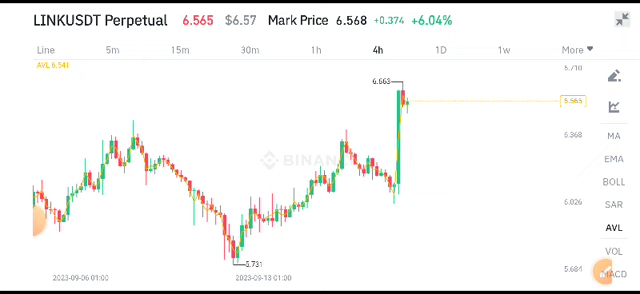 LINKUSDT Perpetual 6.565 $6.57 Mark Price 6.568 +0.374 +6.04%
Line 5m 15m 30m 1h 4h 1D 1w More
AVL 6.541
6.663
6.710
6.565
6.368
MA
EMA
BINAN
BOLL
6.026
SAR
AVL
VOL
5.731
5.684
MACD
2023-09-06 01:00 2023-09-13 01:00